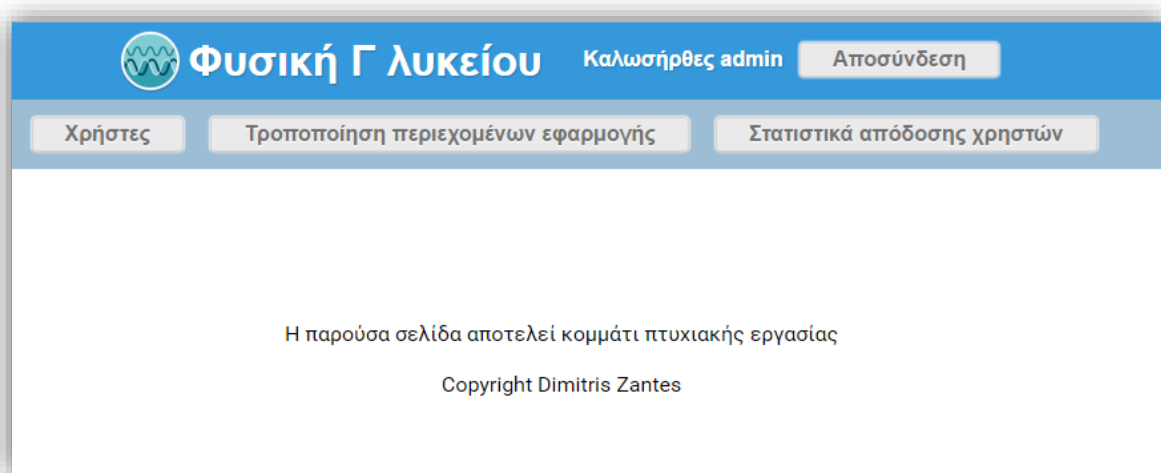 Φυσική Γ λυκείου Καλωσήρθες admin Αποσύνδεση
Χρήστες Τροποποίηση περιεχομένων εφαρμογής Στατιστικά απόδοσης χρηστών
Η παρούσα σελίδα αποτελεί κομμάτι πτυχιακής εργασίας
Copyright Dimitris Zantes